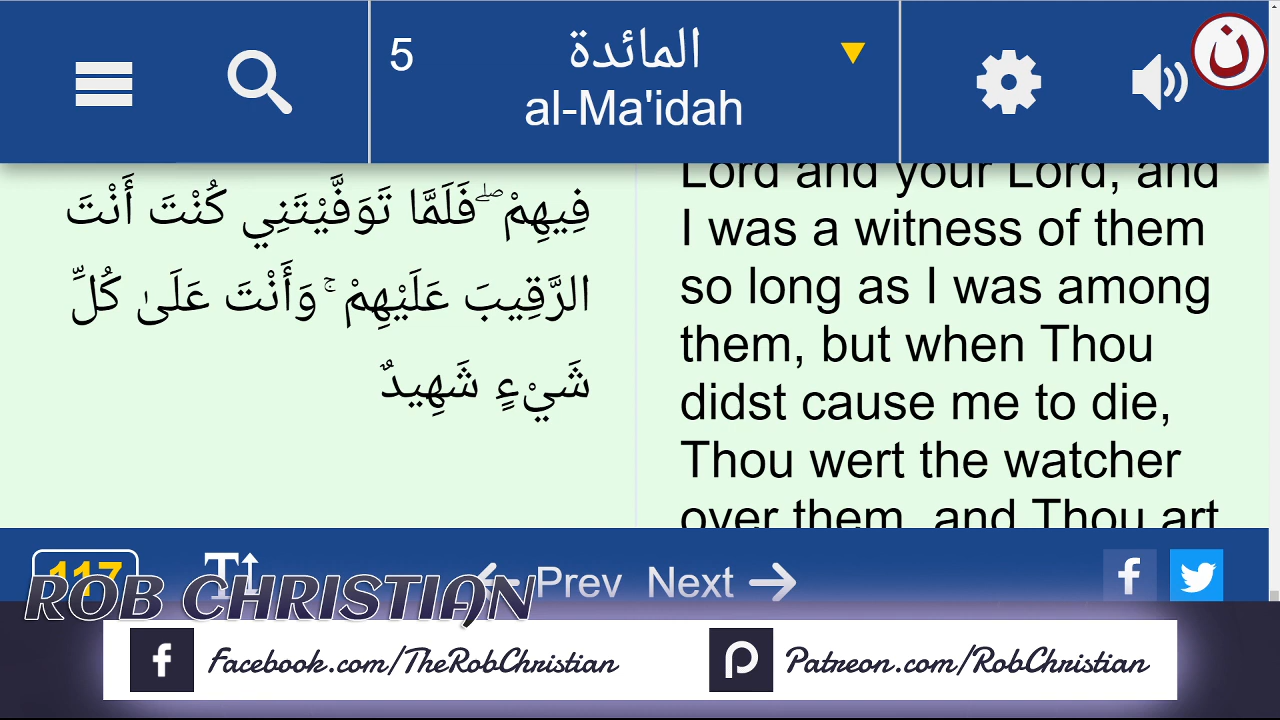 5
المائدة
al-Ma'idah
ن
فِيهِمْ ۖ فَلَمَّا تَوَفَّيْتَنِي كُنْتَ أَنْتَ
الرَّقِيبَ عَلَيْهِمْ ۚ وَأَنْتَ عَلَىٰ كُلِّ
شَيْءٍ شَهِيدٌ
Lord and your Lord, and
I was a witness of them
so long as I was among
them, but when Thou
didst cause me to die,
Thou wert the watcher
over them, and Thou art
117
T
Prev Next
ROB CHRISTIAN
Facebook.com/TheRobChristian
Patreon.com/RobChristian